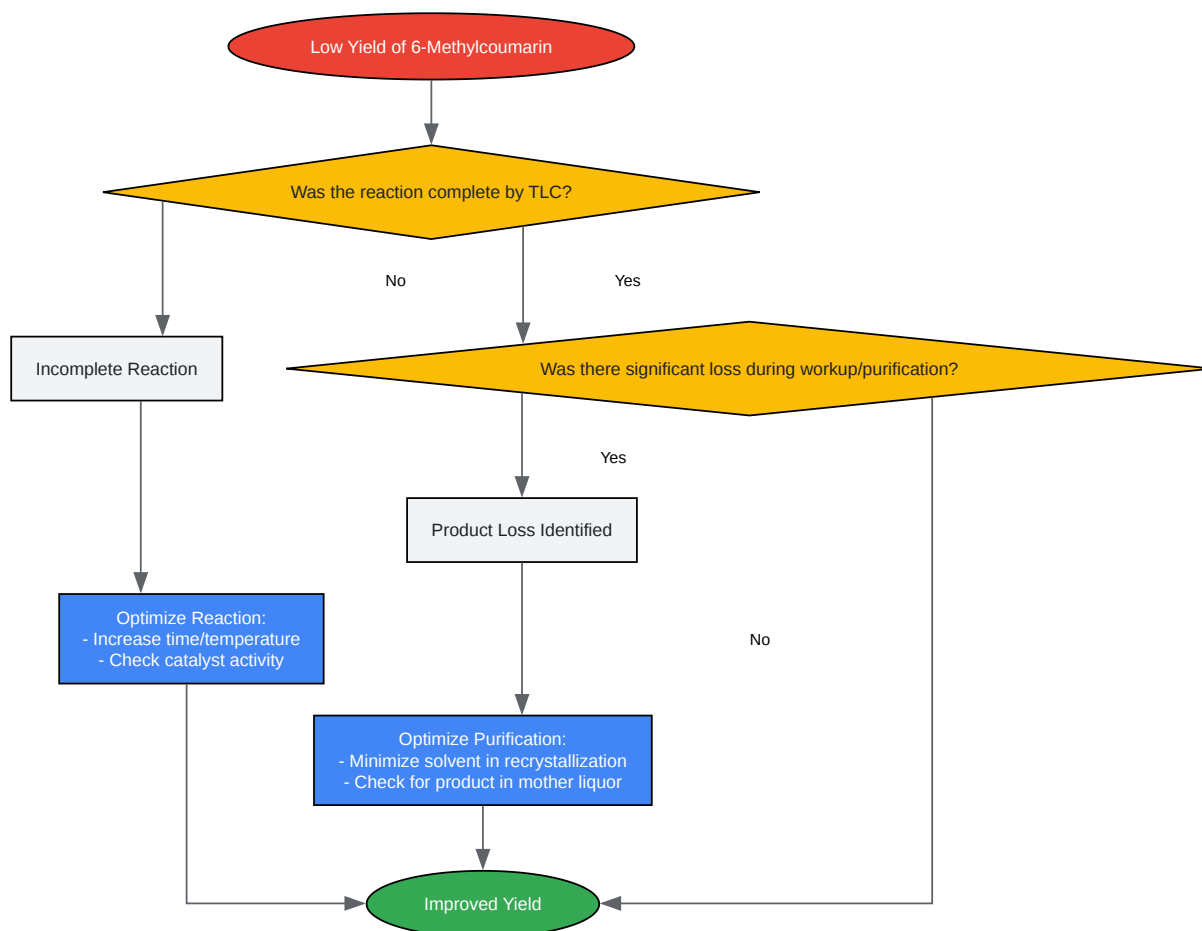 Low Yield of 6-Methylcoumarin
Was the reaction complete by TLC?
No
Yes
Incomplete Reaction
Was there significant loss during workup/purification?
Yes
Product Loss Identified
Optimize Reaction:
- Increase time/temperature
- Check catalyst activity
No
Optimize Purification:
- Minimize solvent in recrystallization
- Check for product in mother liquor
Improved Yield